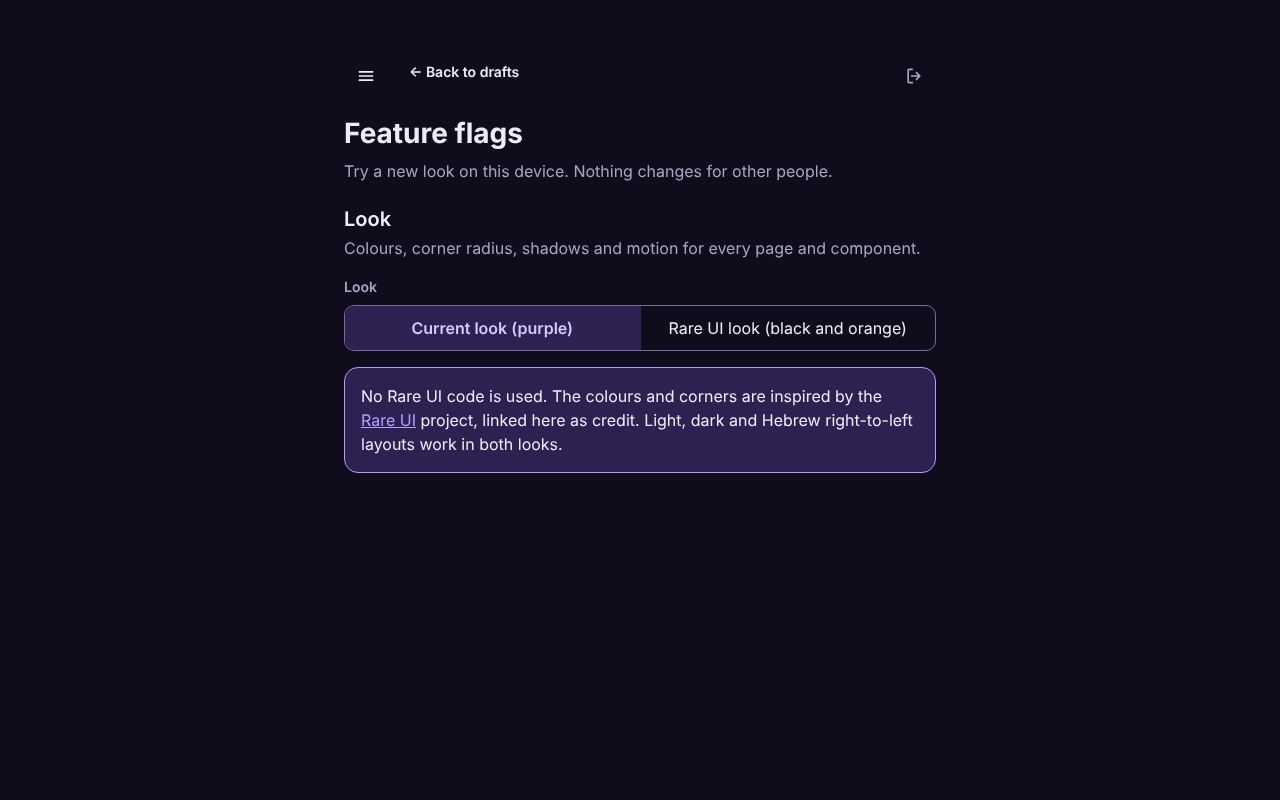 ← Back to drafts
Feature flags
Try a new look on this device. Nothing changes for other people.
Look
Colours, corner radius, shadows and motion for every page and component.
Look
Current look (purple)
Rare UI look (black and orange)
No Rare UI code is used. The colours and corners are inspired by the
Rare UI project, linked here as credit. Light, dark and Hebrew right-to-left
layouts work in both looks.